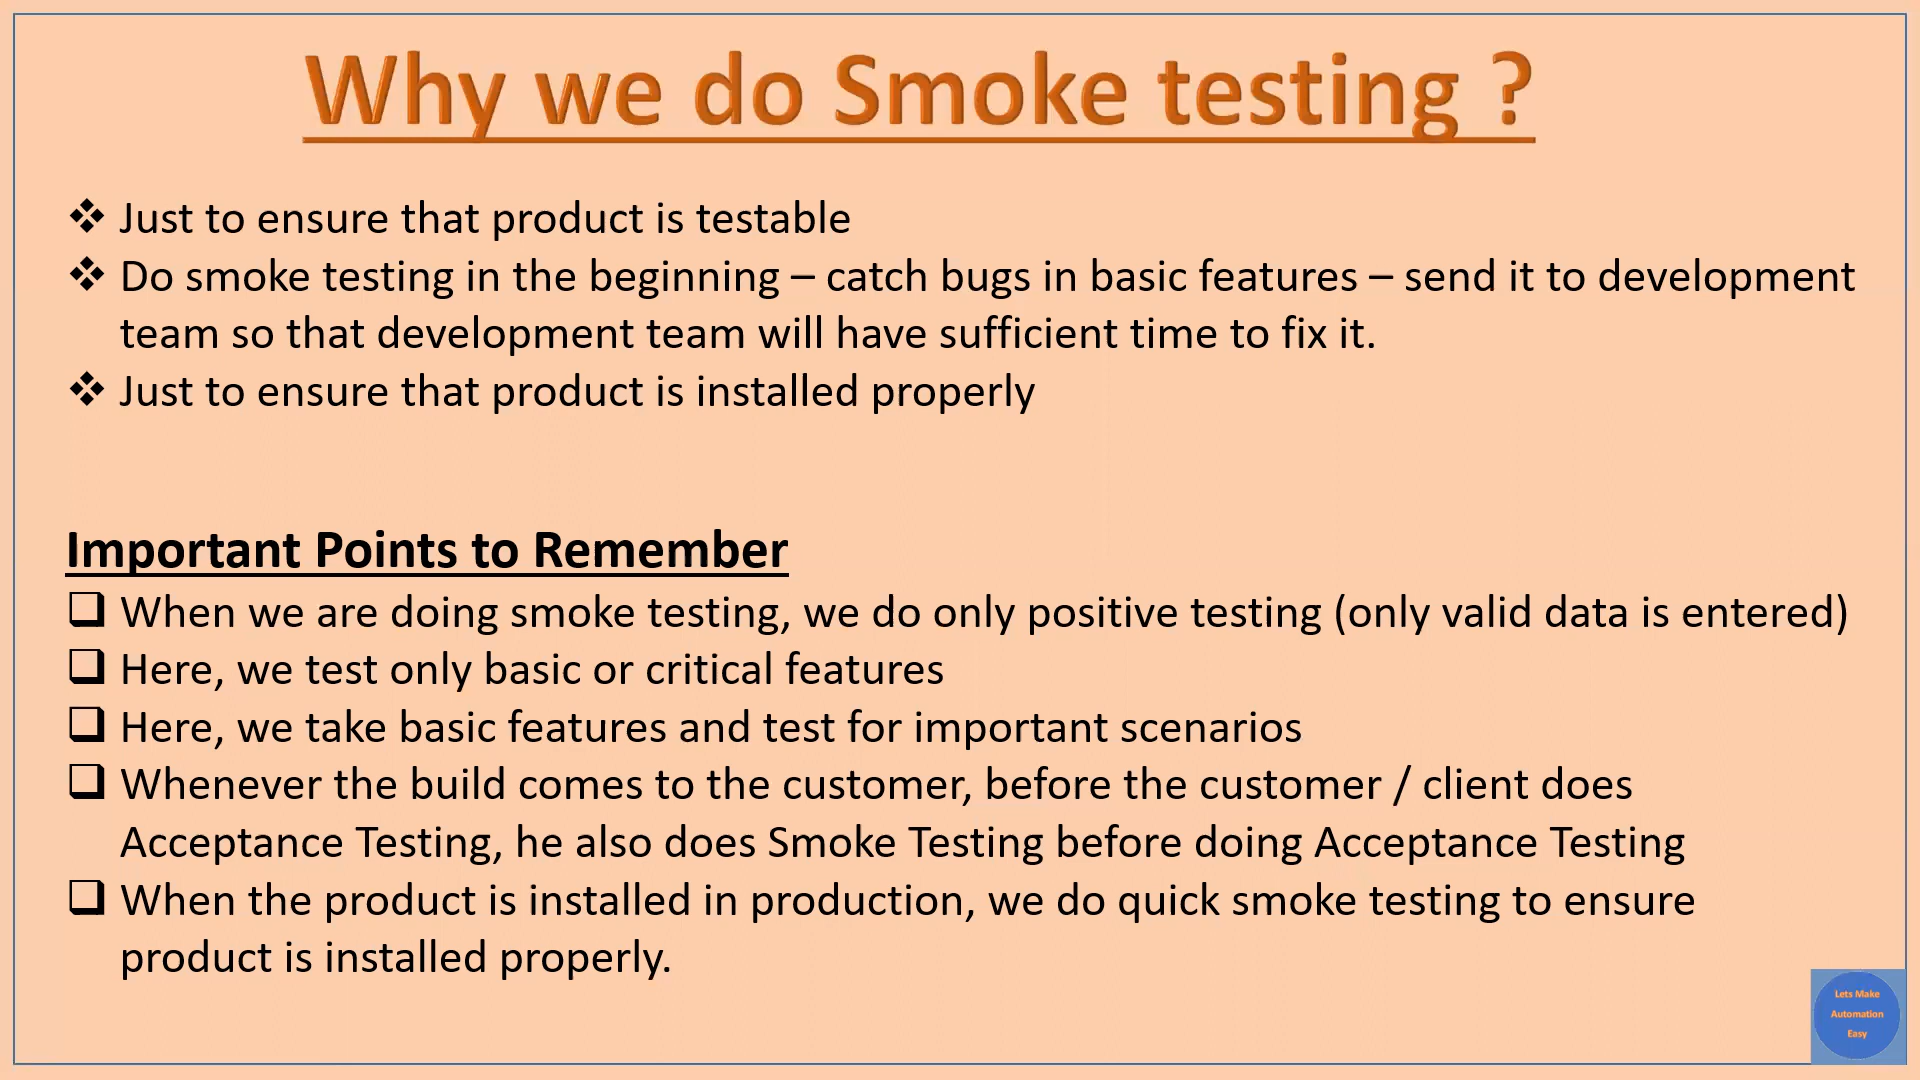 Why we do Smoke testing ?
❖ Just to ensure that product is testable
❖ Do smoke testing in the beginning – catch bugs in basic features – send it to development
team so that development team will have sufficient time to fix it.
❖ Just to ensure that product is installed properly
Important Points to Remember
❑ When we are doing smoke testing, we do only positive testing (only valid data is entered)
❑ Here, we test only basic or critical features
❑ Here, we take basic features and test for important scenarios
❑ Whenever the build comes to the customer, before the customer / client does
Acceptance Testing, he also does Smoke Testing before doing Acceptance Testing
❑ When the product is installed in production, we do quick smoke testing to ensure
product is installed properly.
Lets Make
Automation
Easy